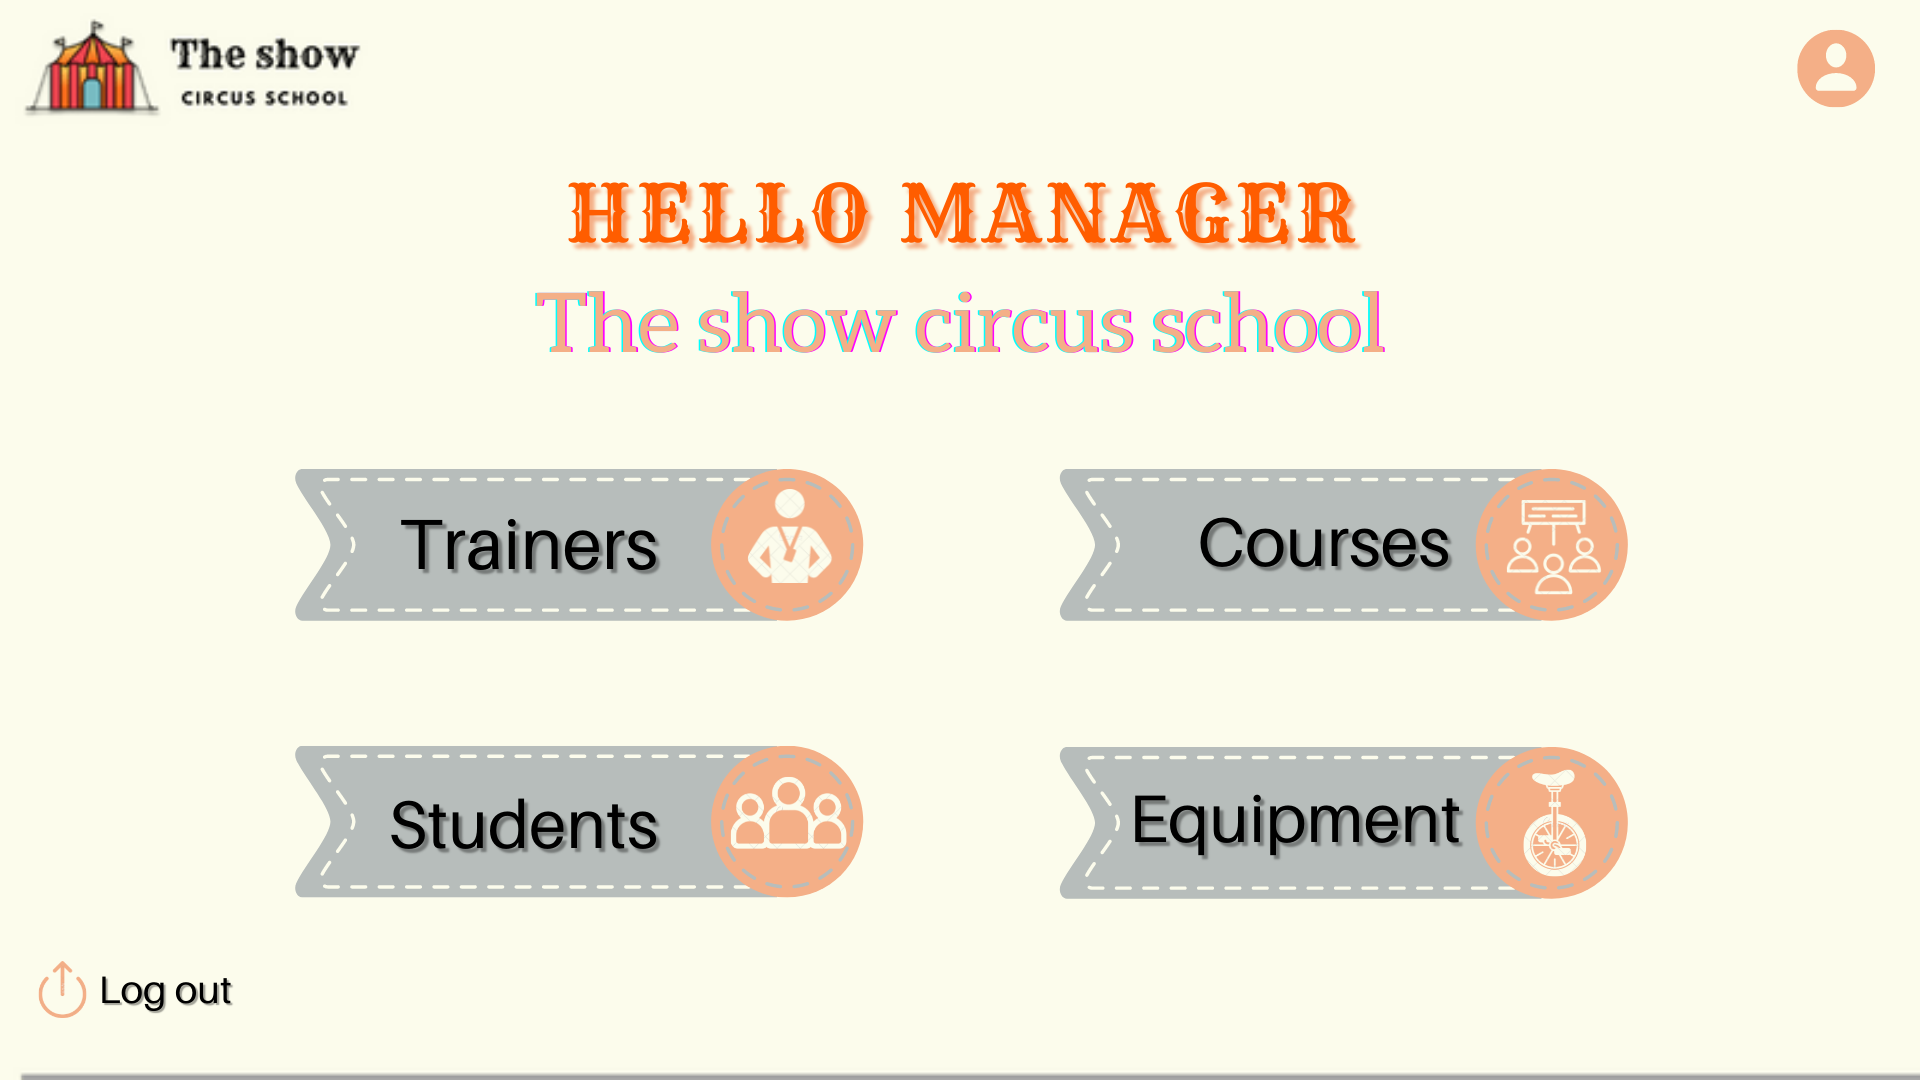 The show
CIRCUS SCHOOL
HELLO MANAGER
The show circus school
Trainers
Courses
Students
Equipment
Log out